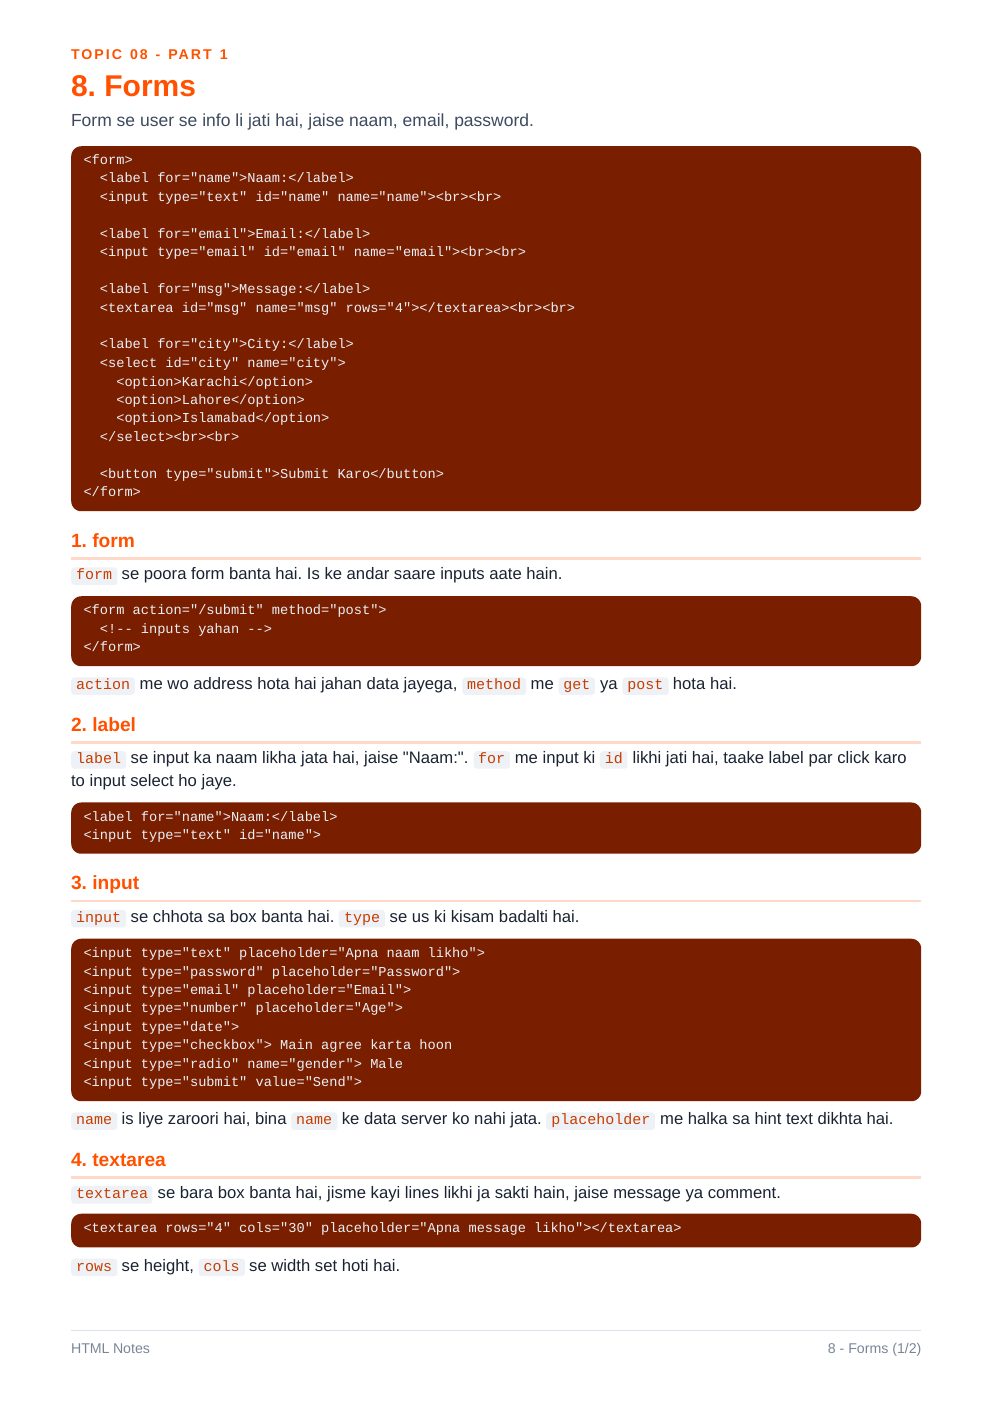 TOPIC 08 - PART 1
8. Forms
Form se user se info li jati hai, jaise naam, email, password.
<form>
  <label for="name">Naam:</label>
  <input type="text" id="name" name="name"><br><br>

  <label for="email">Email:</label>
  <input type="email" id="email" name="email"><br><br>

  <label for="msg">Message:</label>
  <textarea id="msg" name="msg" rows="4"></textarea><br><br>

  <label for="city">City:</label>
  <select id="city" name="city">
    <option>Karachi</option>
    <option>Lahore</option>
    <option>Islamabad</option>
  </select><br><br>

  <button type="submit">Submit Karo</button>
</form>
1. form
form se poora form banta hai. Is ke andar saare inputs aate hain.
<form action="/submit" method="post">
  <!-- inputs yahan -->
</form>
action me wo address hota hai jahan data jayega, method me get ya post hota hai.
2. label
label se input ka naam likha jata hai, jaise "Naam:". for me input ki id likhi jati hai, taake label par click karo
to input select ho jaye.
<label for="name">Naam:</label>
<input type="text" id="name">
3. input
input se chhota sa box banta hai. type se us ki kisam badalti hai.
<input type="text" placeholder="Apna naam likho">
<input type="password" placeholder="Password">
<input type="email" placeholder="Email">
<input type="number" placeholder="Age">
<input type="date">
<input type="checkbox"> Main agree karta hoon
<input type="radio" name="gender"> Male
<input type="submit" value="Send">
name is liye zaroori hai, bina name ke data server ko nahi jata. placeholder me halka sa hint text dikhta hai.
4. textarea
textarea se bara box banta hai, jisme kayi lines likhi ja sakti hain, jaise message ya comment.
<textarea rows="4" cols="30" placeholder="Apna message likho"></textarea>
rows se height, cols se width set hoti hai.
HTML Notes
8 - Forms (1/2)